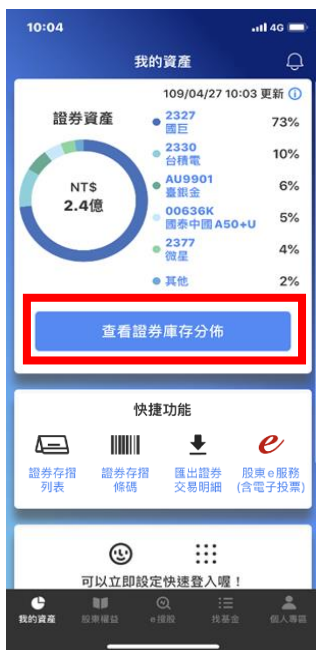 10:04
4G
我的資產
109/04/27 10:03 更新
證券資產
NT$
2.4億
2327
國巨
73%
2330
台積電
10%
AU9901
臺銀金
6%
00636K
國泰中國A50+U
5%
2377
微星
4%
其他
2%
查看證券庫存分佈
快捷功能
證券存摺
列表
證券存摺
條碼
匯出證券
交易明細
股東e服務
(含電子投票)
可以立即設定快速登入喔！
我的資產
股東權益
e搜股
找基金
個人專區